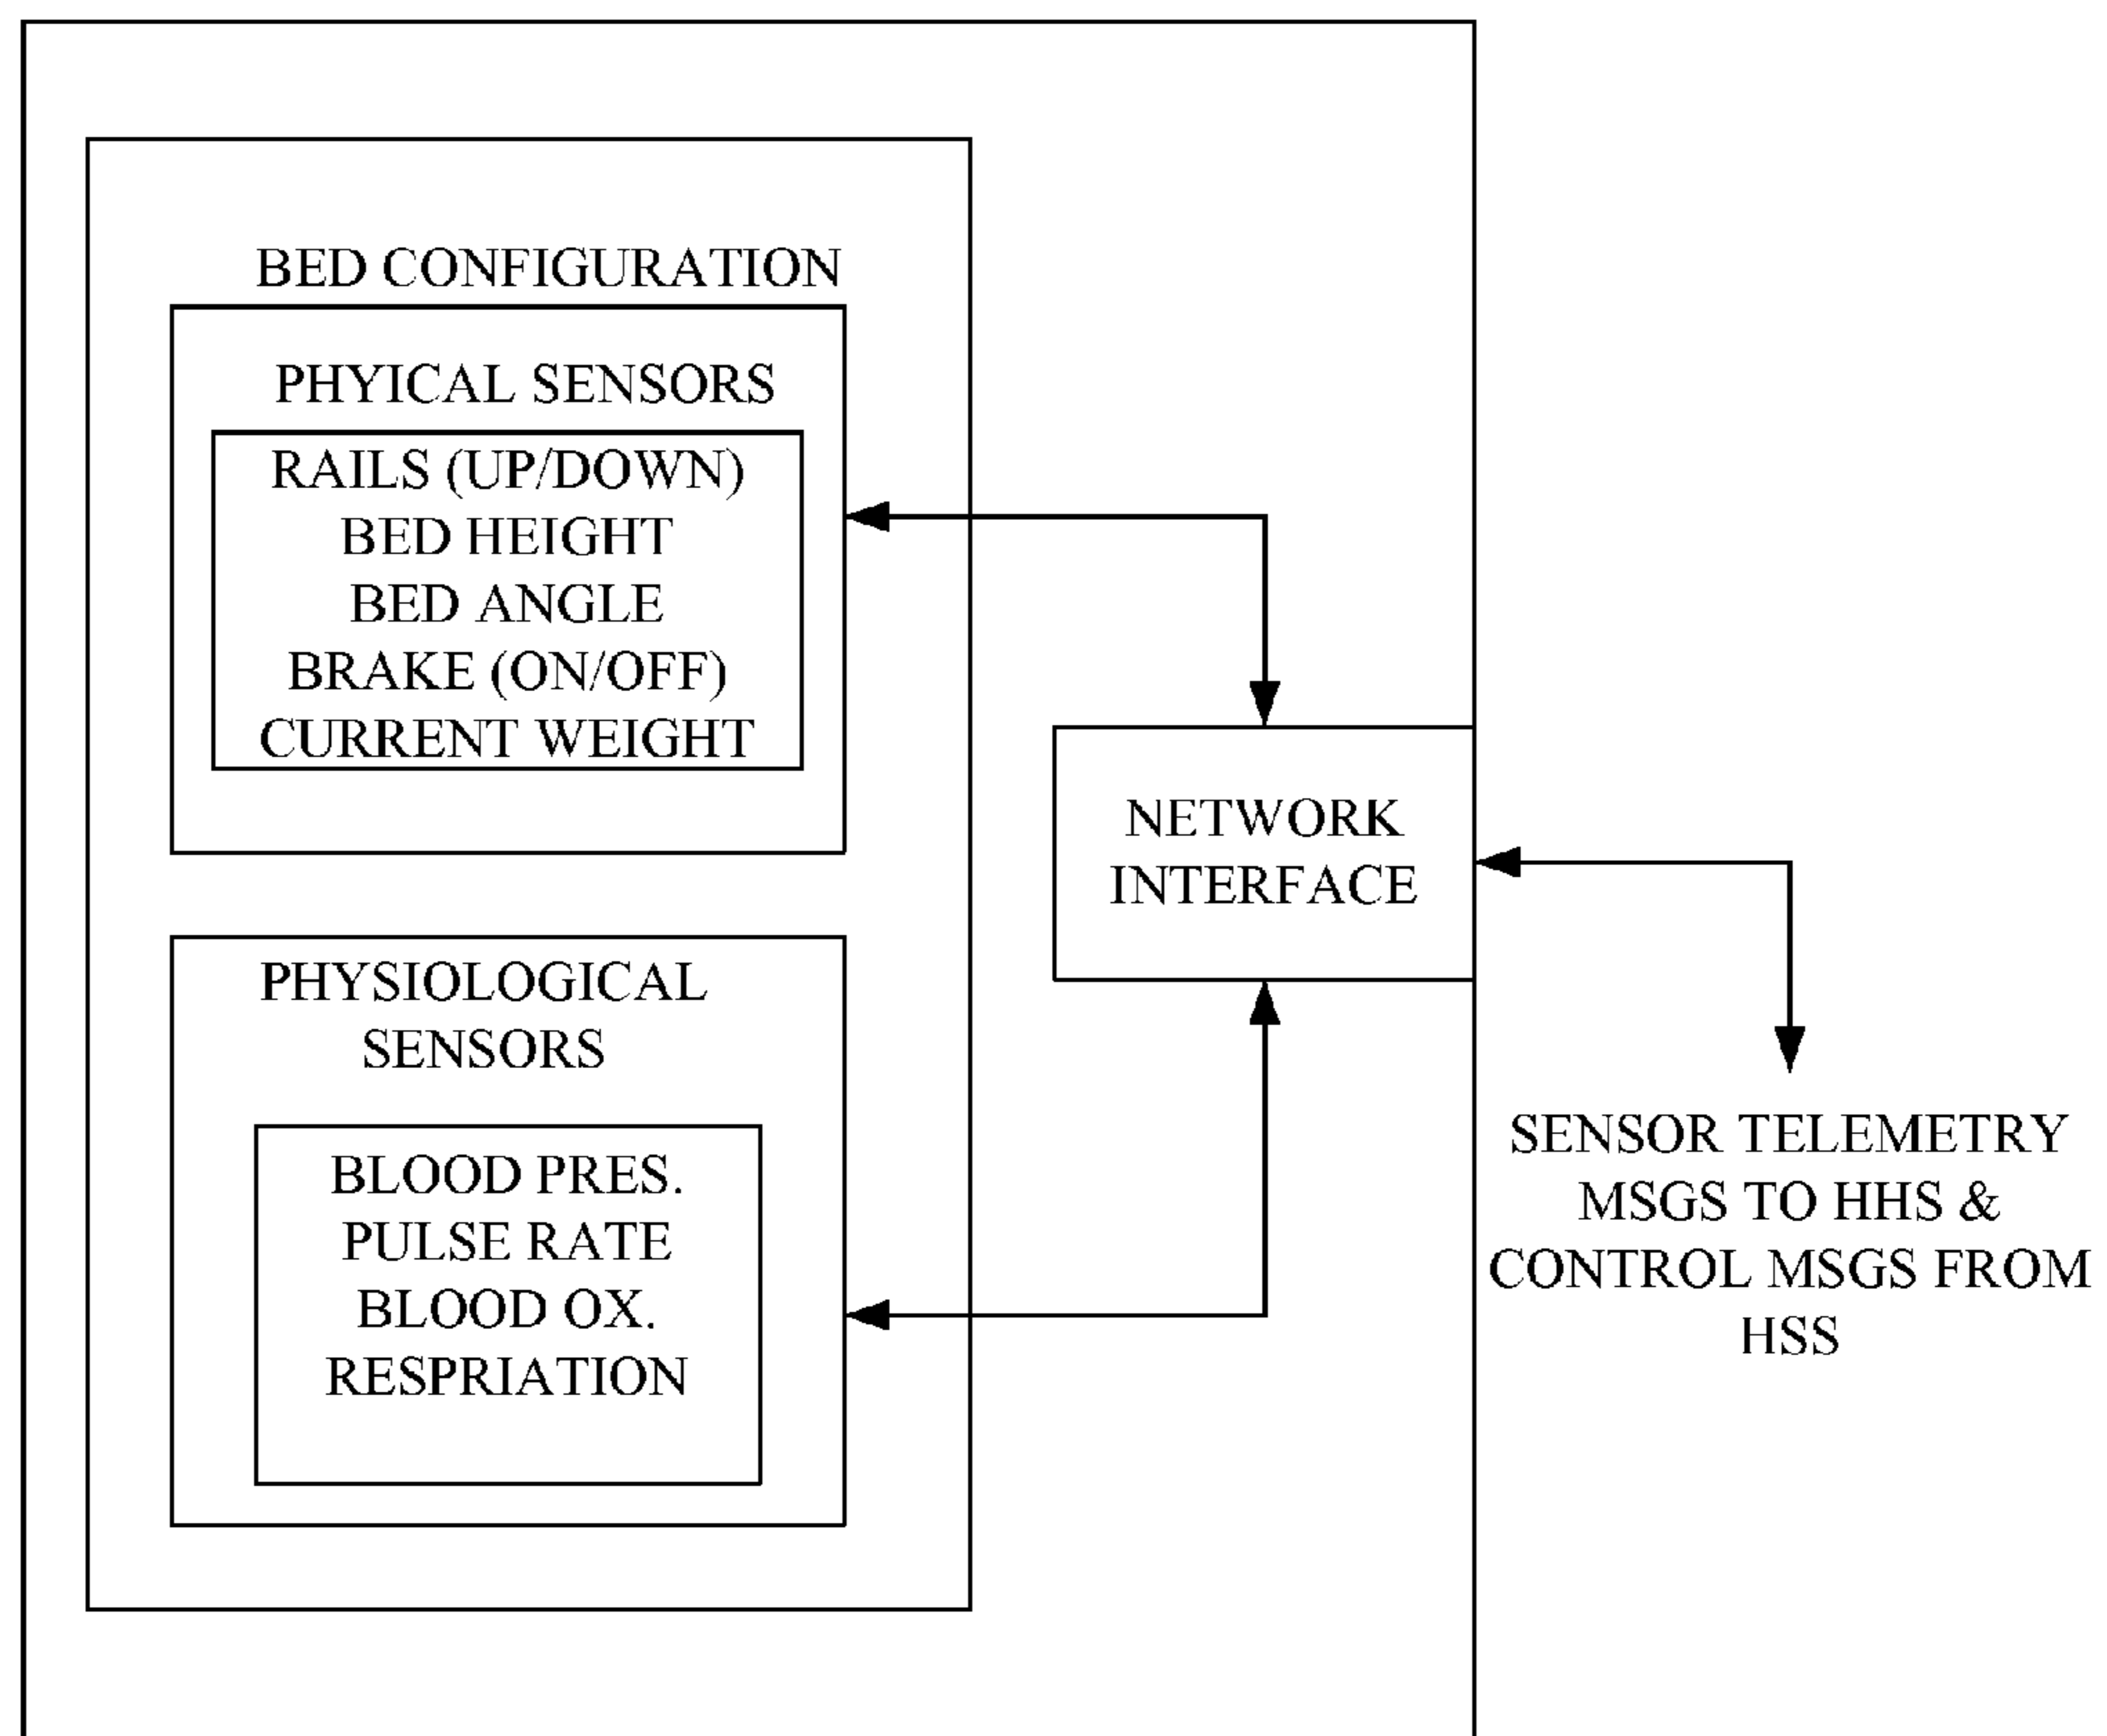 BED CONFIGURATION
PHYICAL SENSORS
RAILS (UP/DOWN)
BED HEIGHT
BED ANGLE
BRAKE (ON/OFF)
CURRENT WEIGHT
NETWORK
INTERFACE
PHYSIOLOGICAL
SENSORS
BLOOD PRES.
PULSE RATE
BLOOD OX.
RESPRIATION
SENSOR TELEMETRY
MSGS TO HHS &
CONTROL MSGS FROM
HSS